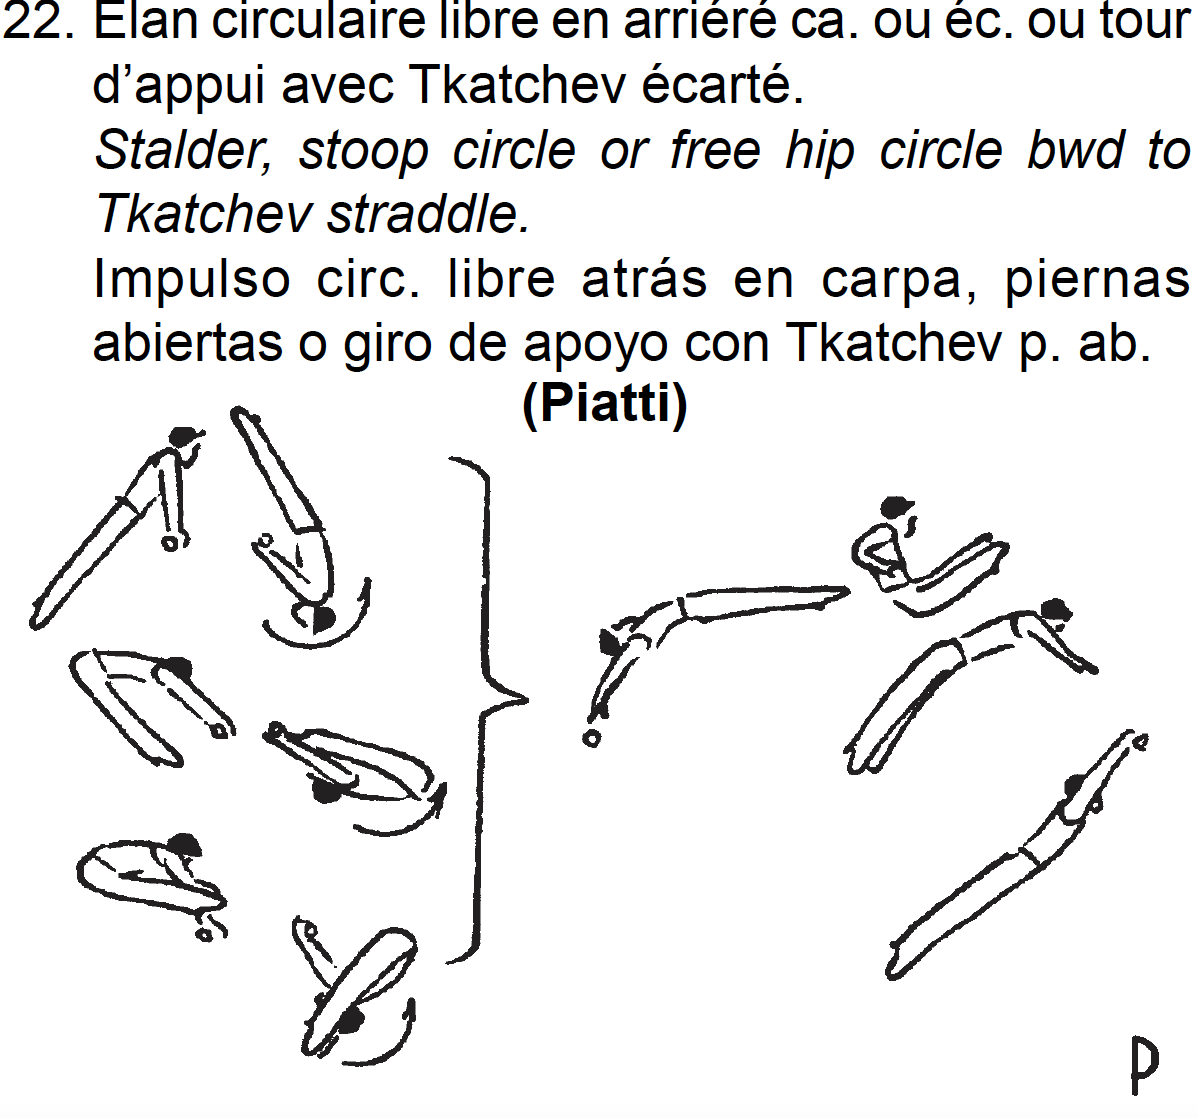 22. Elan circulaire libre en arriéré ca. ou éc. ou tour
d’appui avec Tkatchev écarté.
Stalder, stoop circle or free hip circle bwd to
Tkatchev straddle.
Impulso circ. libre atrás en carpa, piernas
abiertas o giro de apoyo con Tkatchev p. ab.
(Piatti)
P